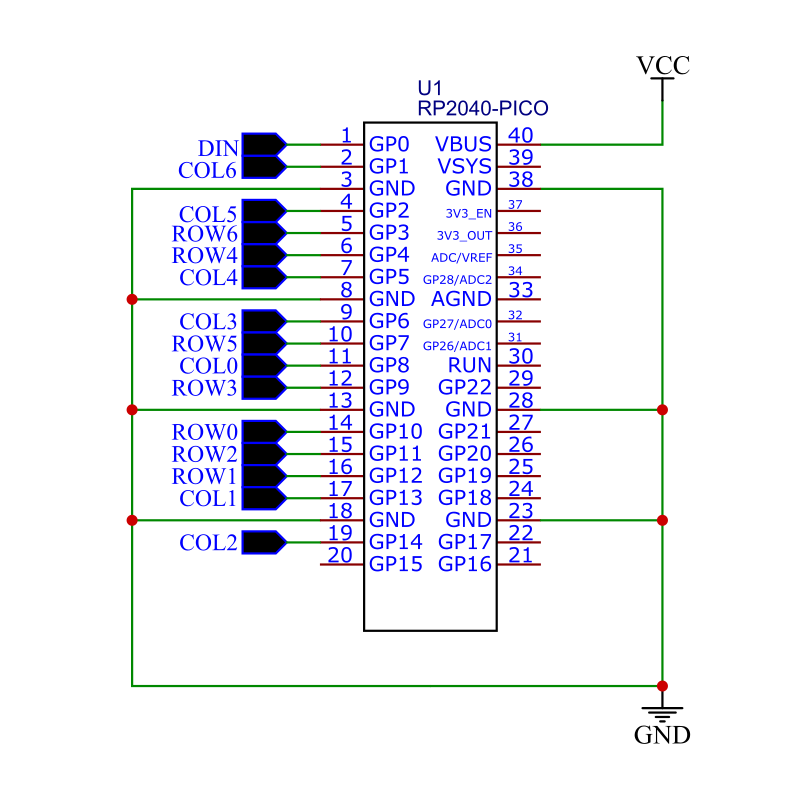 VCC
U1
RP2040-PICO
DIN 1 GP0 VBUS 40
COL6 2 GP1 VSYS 39
3 GND GND 38
COL5 4 GP2 3V3_EN 37
ROW6 5 GP3 3V3_OUT 36
ROW4 6 GP4 ADC/VREF 35
COL4 7 GP5 GP28/ADC2 34
8 GND AGND 33
COL3 9 GP6 GP27/ADC0 32
ROW5 10 GP7 GP26/ADC1 31
COL0 11 GP8 RUN 30
ROW3 12 GP9 GP22 29
13 GND GND 28
ROW0 14 GP10 GP21 27
ROW2 15 GP11 GP20 26
ROW1 16 GP12 GP19 25
COL1 17 GP13 GP18 24
18 GND GND 23
COL2 19 GP14 GP17 22
20 GP15 GP16 21
GND